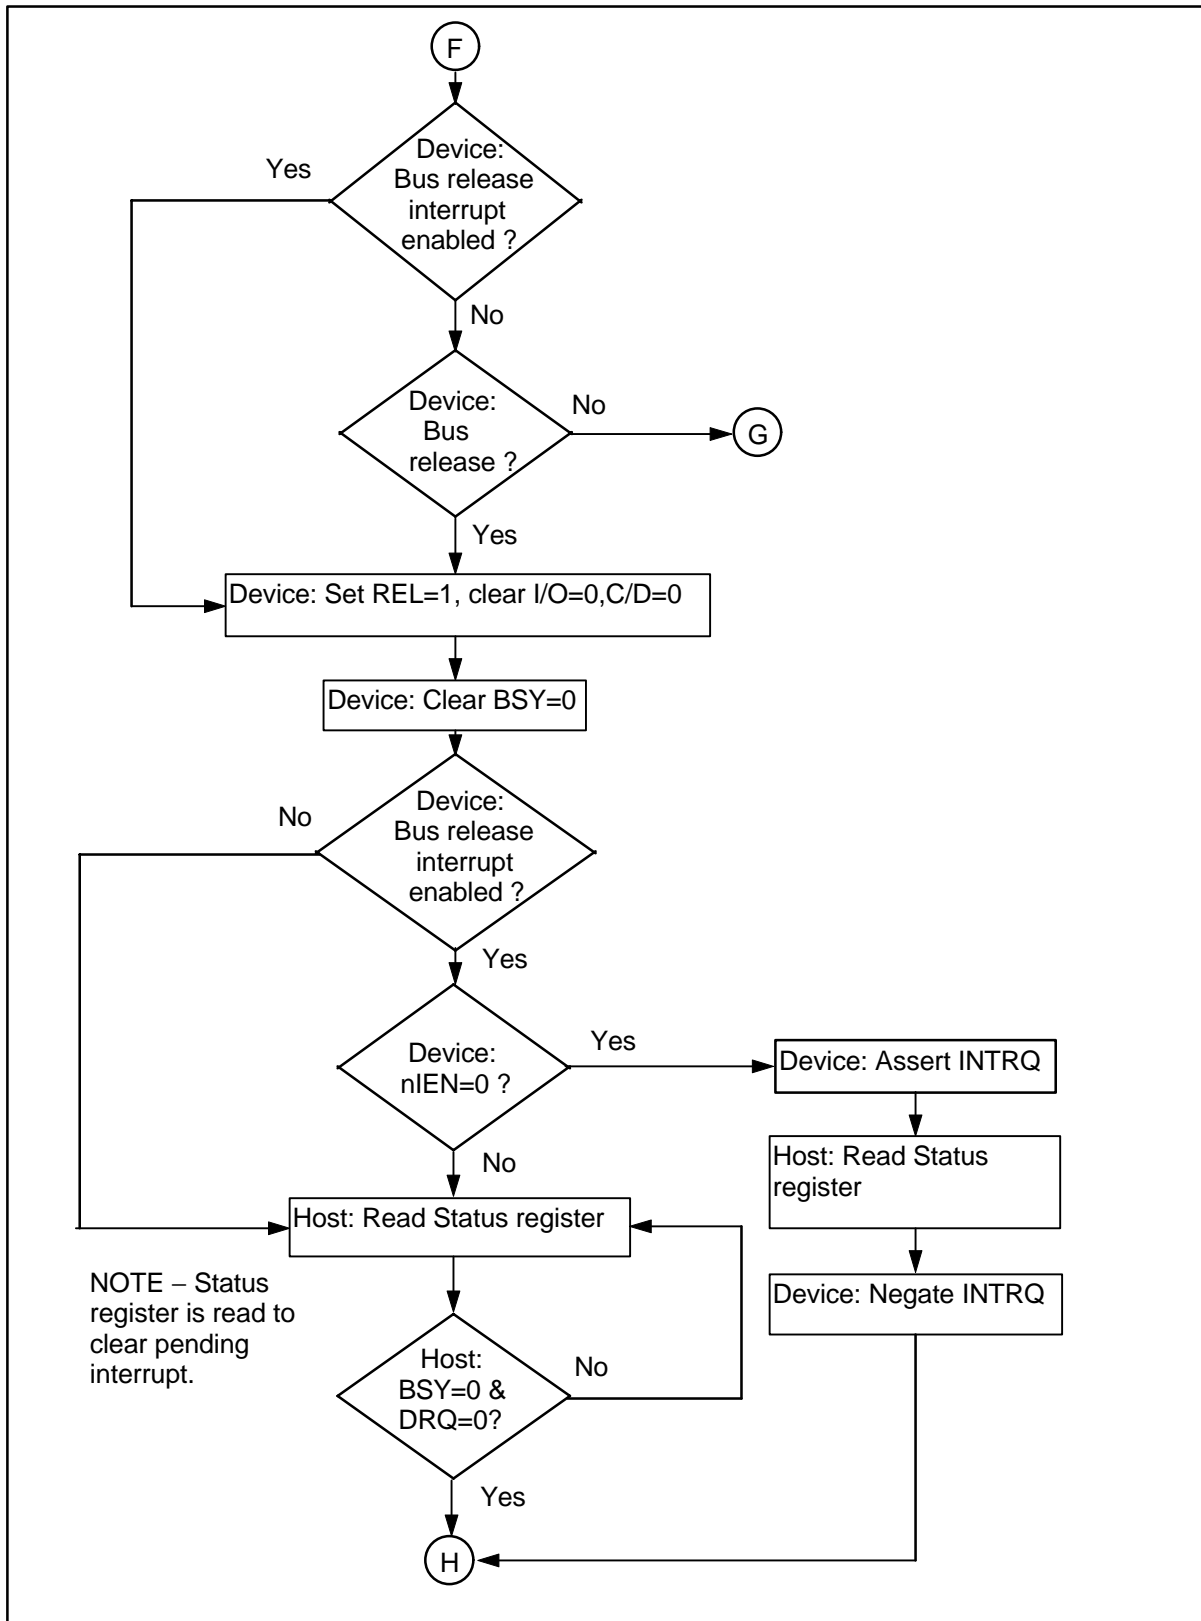 F
Device:
Bus release
interrupt
enabled ?
Yes
No
Device:
Bus
release ?
No
G
Yes
Device: Set REL=1, clear I/O=0,C/D=0
Device: Clear BSY=0
Device:
Bus release
interrupt
enabled ?
No
Yes
Device:
nIEN=0 ?
Yes
Device: Assert INTRQ
No
Host: Read Status
register
Host: Read Status register
NOTE – Status
register is read to
clear pending
interrupt.
Device: Negate INTRQ
Host:
BSY=0 &
DRQ=0?
No
Yes
H